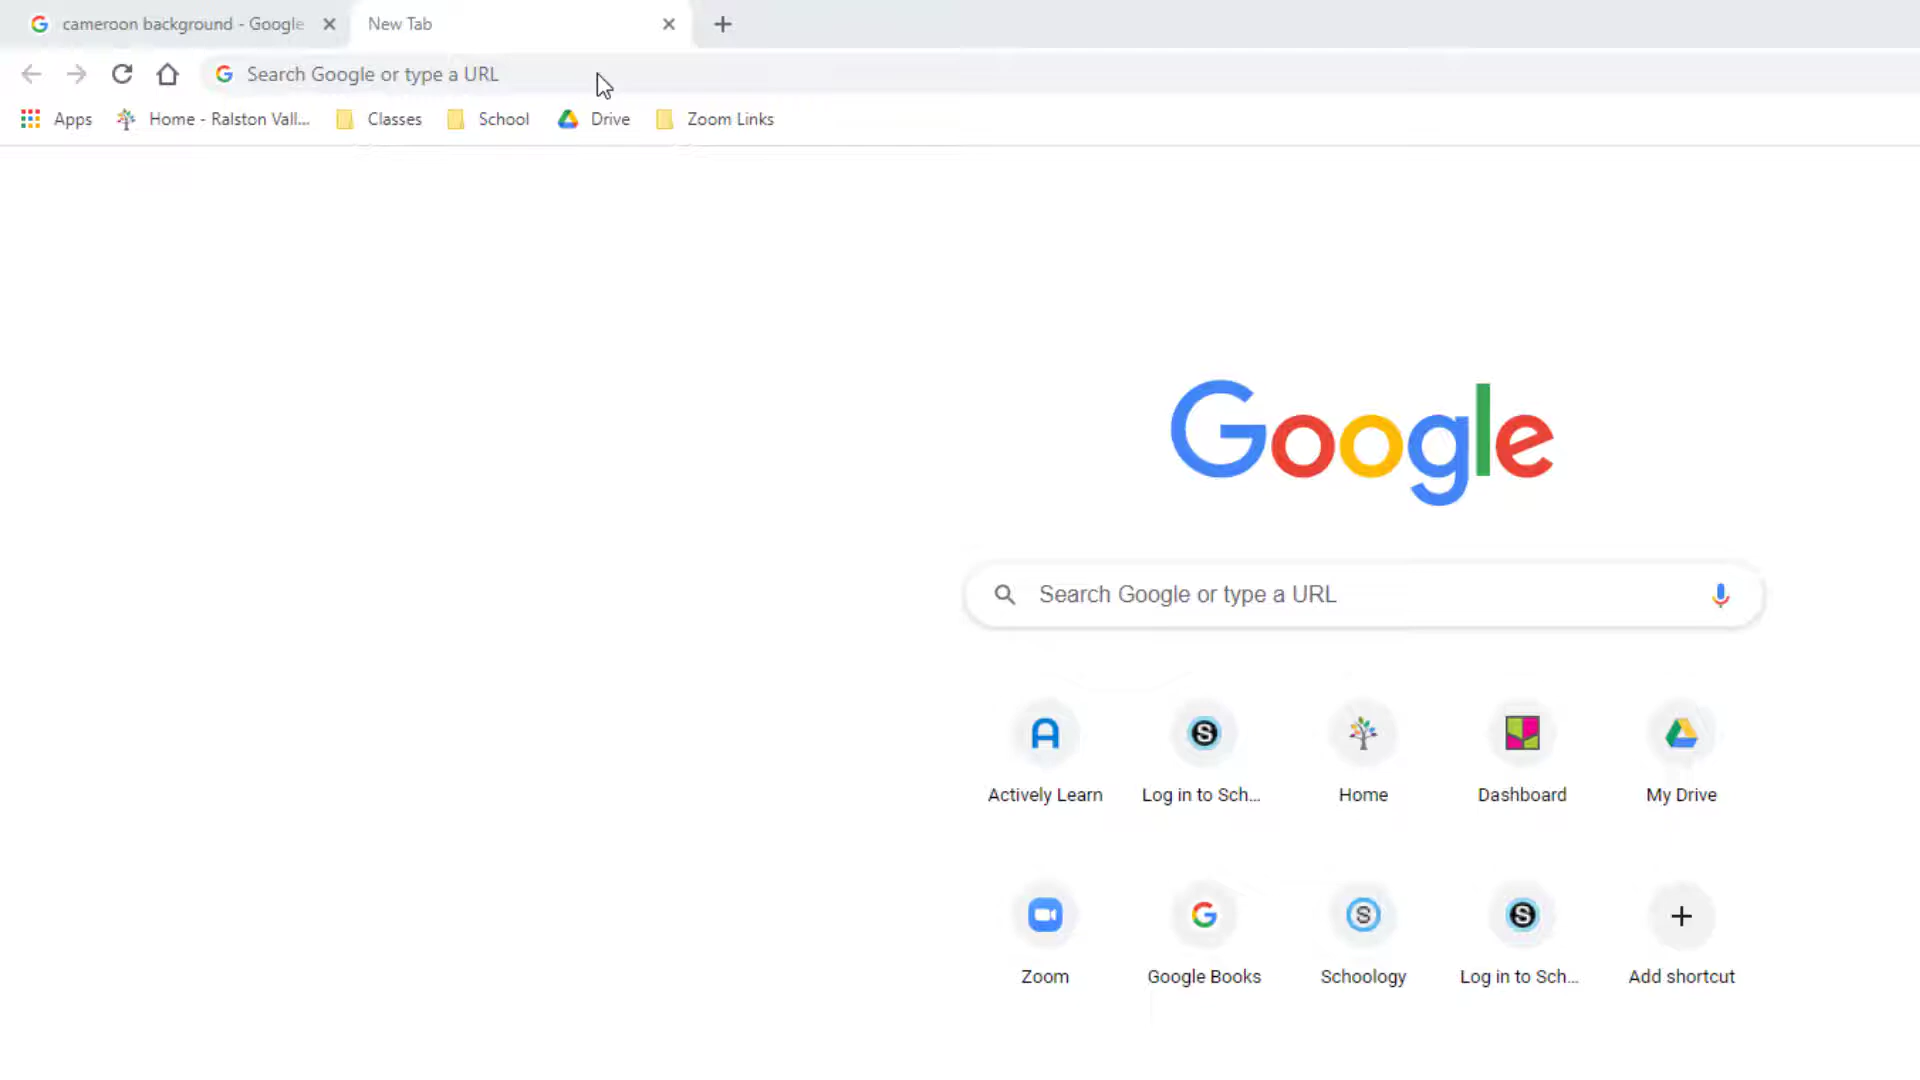 cameroon background - Google
New Tab
Search Google or type a URL
Apps
Home - Ralston Vall...
Classes
School
Drive
Zoom Links
Google
Search Google or type a URL
Actively Learn
Log in to Sch...
Home
Dashboard
My Drive
Zoom
Google Books
Schoology
Log in to Sch...
Add shortcut